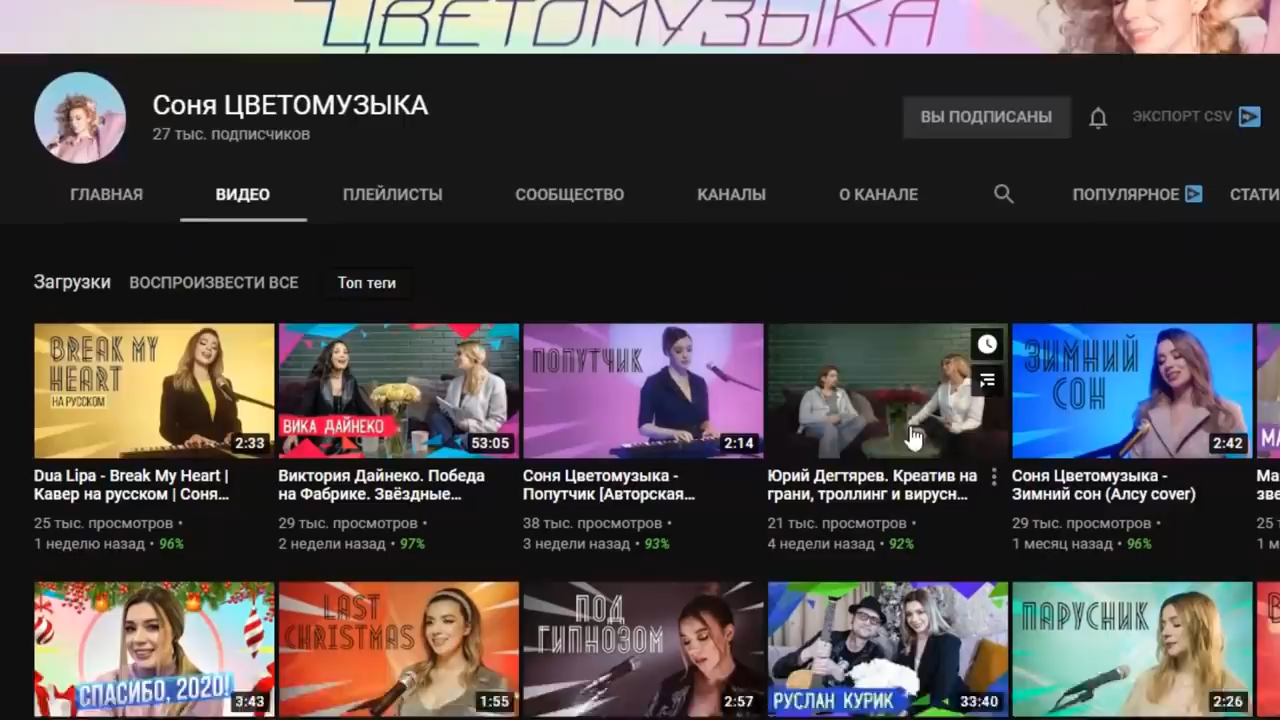 ЦВЕТОМУЗЫКА
Соня ЦВЕТОМУЗЫКА
27 тыс. подписчиков
ВЫ ПОДПИСАНЫ
ЭКСПОРТ CSV
ГЛАВНАЯ
ВИДЕО
ПЛЕЙЛИСТЫ
СООБЩЕСТВО
КАНАЛЫ
О КАНАЛЕ
ПОПУЛЯРНОЕ
СТАТИ
Загрузки
ВОСПРОИЗВЕСТИ ВСЕ
Топ теги
BREAK MY
HEART
НА РУССКОМ
2:33
ВИКА ДАЙНЕКО
53:05
ПОПУТЧИК
2:14
ЗИМНИЙ
СОН
2:42
МА
Dua Lipa - Break My Heart |
Кавер на русском | Соня...
25 тыс. просмотров •
1 неделю назад • 96%
Виктория Дайнеко. Победа
на Фабрике. Звёздные...
29 тыс. просмотров •
2 недели назад • 97%
Соня Цветомузыка -
Попутчик [Авторская...
38 тыс. просмотров •
3 недели назад • 93%
Юрий Дегтярев. Креатив на
грани, троллинг и вирусн...
21 тыс. просмотров •
4 недели назад • 92%
Соня Цветомузыка -
Зимний сон (Алсу cover)
29 тыс. просмотров •
1 месяц назад • 96%
Ма
зве
25
1 м
СПАСИБО, 2020!
3:43
LAST
CHRISTMAS
1:55
ПОД
ГИПНОЗОМ
2:57
РУСЛАН КУРИК
33:40
ПАРУСНИК
2:26